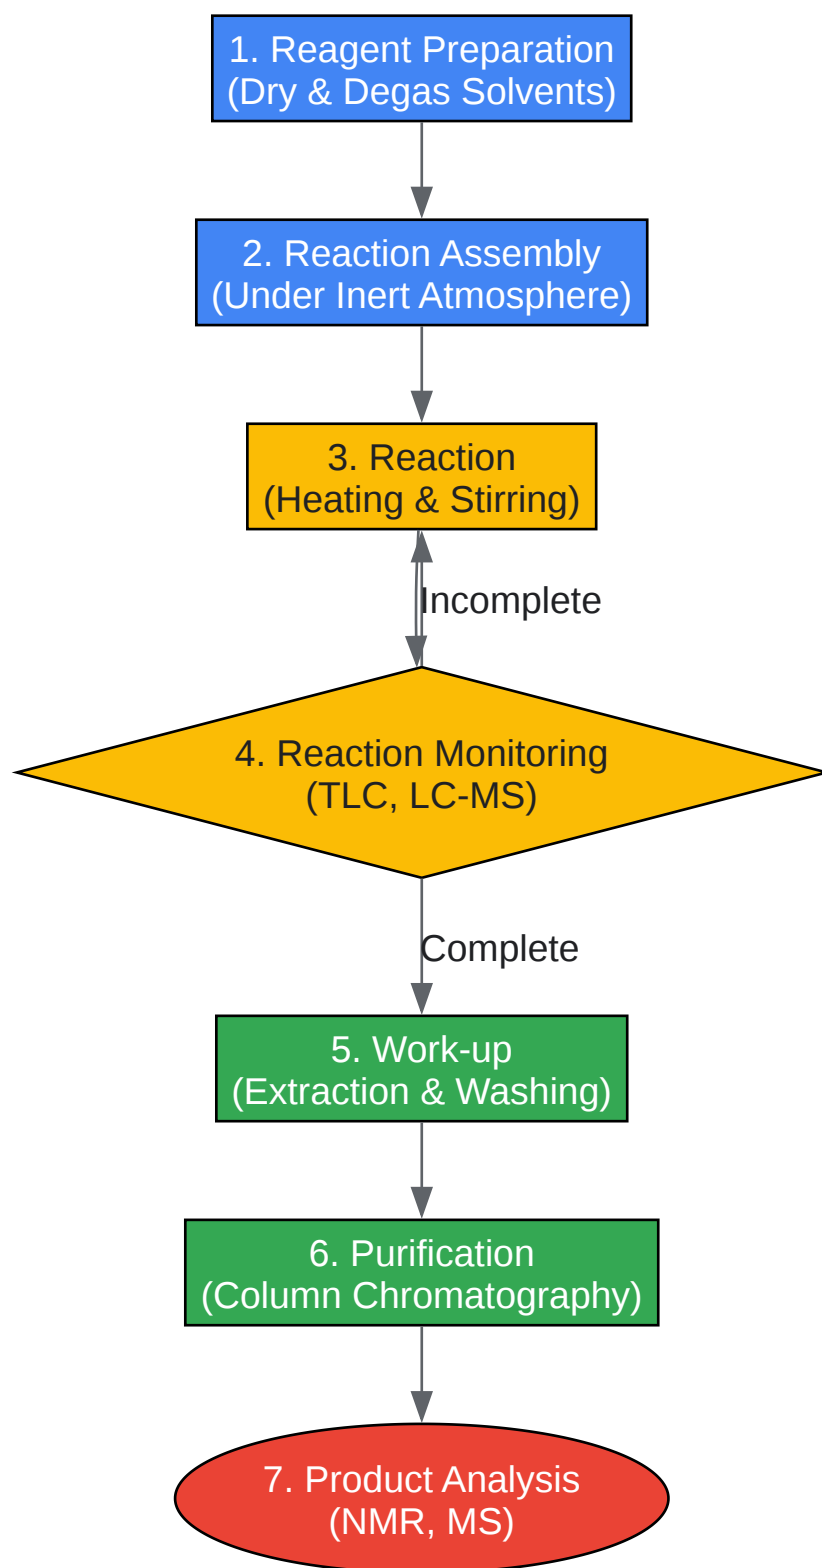 1. Reagent Preparation
(Dry & Degas Solvents)
2. Reaction Assembly
(Under Inert Atmosphere)
3. Reaction
(Heating & Stirring)
Incomplete
4. Reaction Monitoring
(TLC, LC-MS)
Complete
5. Work-up
(Extraction & Washing)
6. Purification
(Column Chromatography)
7. Product Analysis
(NMR, MS)